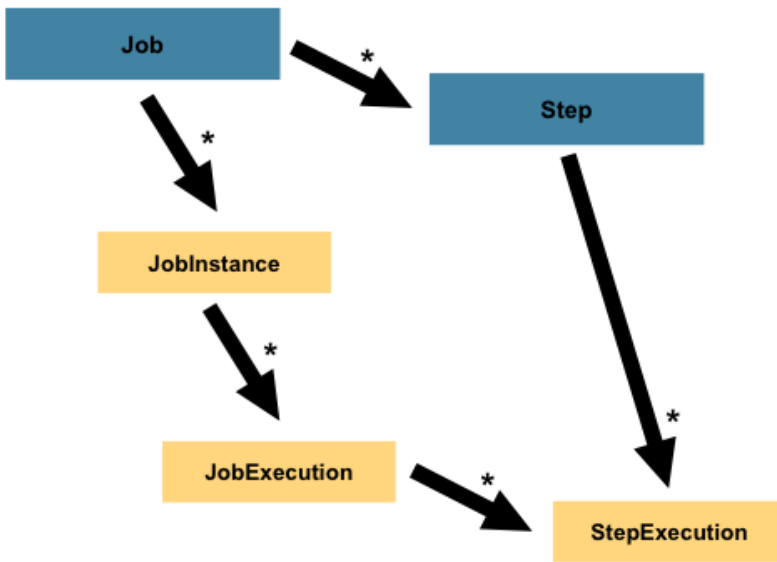 Job
*
Step
*
JobInstance
*
JobExecution
*
*
StepExecution